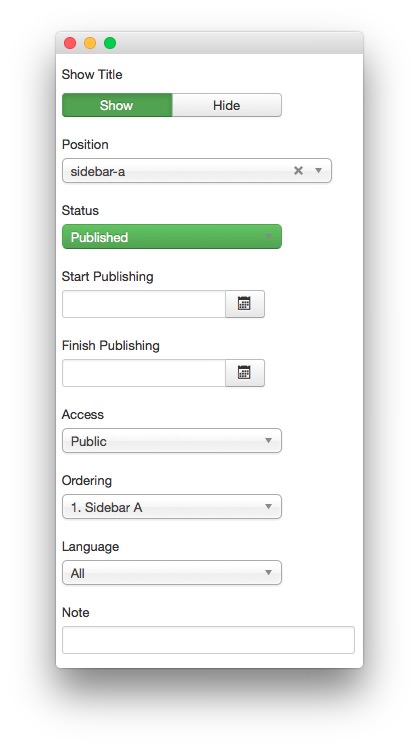 Show Title
Show Hide
Position
sidebar-a
Status
Published
Start Publishing
Finish Publishing
Access
Public
Ordering
1. Sidebar A
Language
All
Note